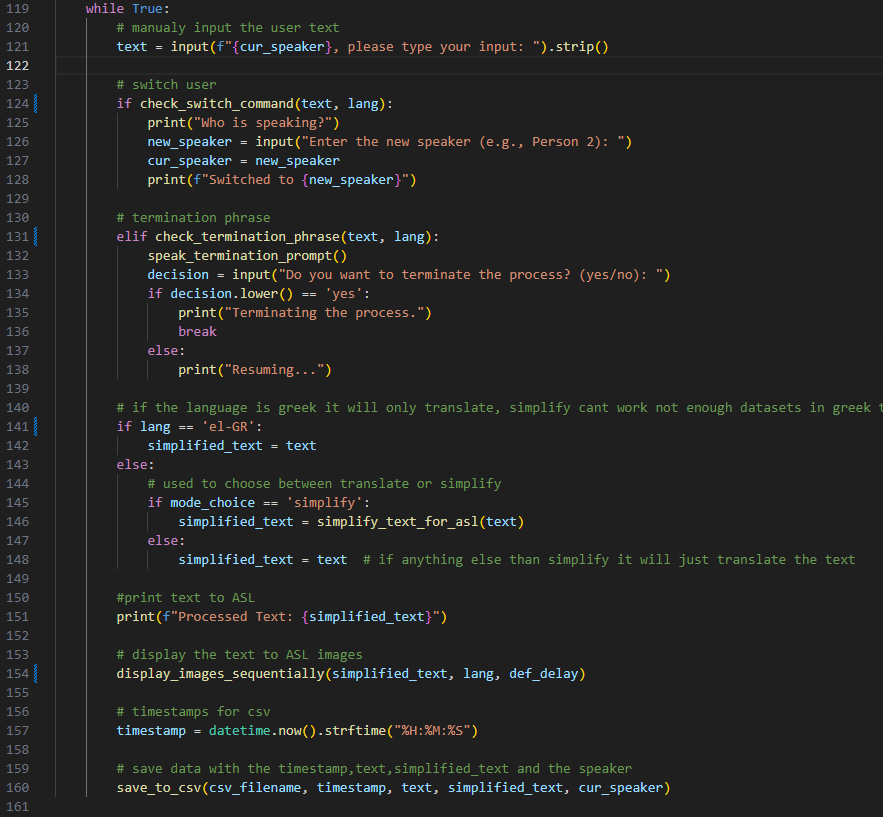 119 while True:
120 # manualy input the user text
121 text = input(f"{cur_speaker}, please type your input: ").strip()
122
123 # switch user
124 if check_switch_command(text, lang):
125 print("Who is speaking?")
126 new_speaker = input("Enter the new speaker (e.g., Person 2): ")
127 cur_speaker = new_speaker
128 print(f"Switched to {new_speaker}")
129
130 # termination phrase
131 elif check_termination_phrase(text, lang):
132 speak_termination_prompt()
133 decision = input("Do you want to terminate the process? (yes/no): ")
134 if decision.lower() == 'yes':
135 print("Terminating the process.")
136 break
137 else:
138 print("Resuming...")
139
140 # if the language is greek it will only translate, simplify cant work not enough datasets in greek t
141 if lang == 'el-GR':
142 simplified_text = text
143 else:
144 # used to choose between translate or simplify
145 if mode_choice == 'simplify':
146 simplified_text = simplify_text_for_asl(text)
147 else:
148 simplified_text = text # if anything else than simplify it will just translate the text
149
150 #print text to ASL
151 print(f"Processed Text: {simplified_text}")
152
153 # display the text to ASL images
154 display_images_sequentially(simplified_text, lang, def_delay)
155
156 # timestamps for csv
157 timestamp = datetime.now().strftime("%H:%M:%S")
158
159 # save data with the timestamp,text,simplified_text and the speaker
160 save_to_csv(csv_filename, timestamp, text, simplified_text, cur_speaker)
161